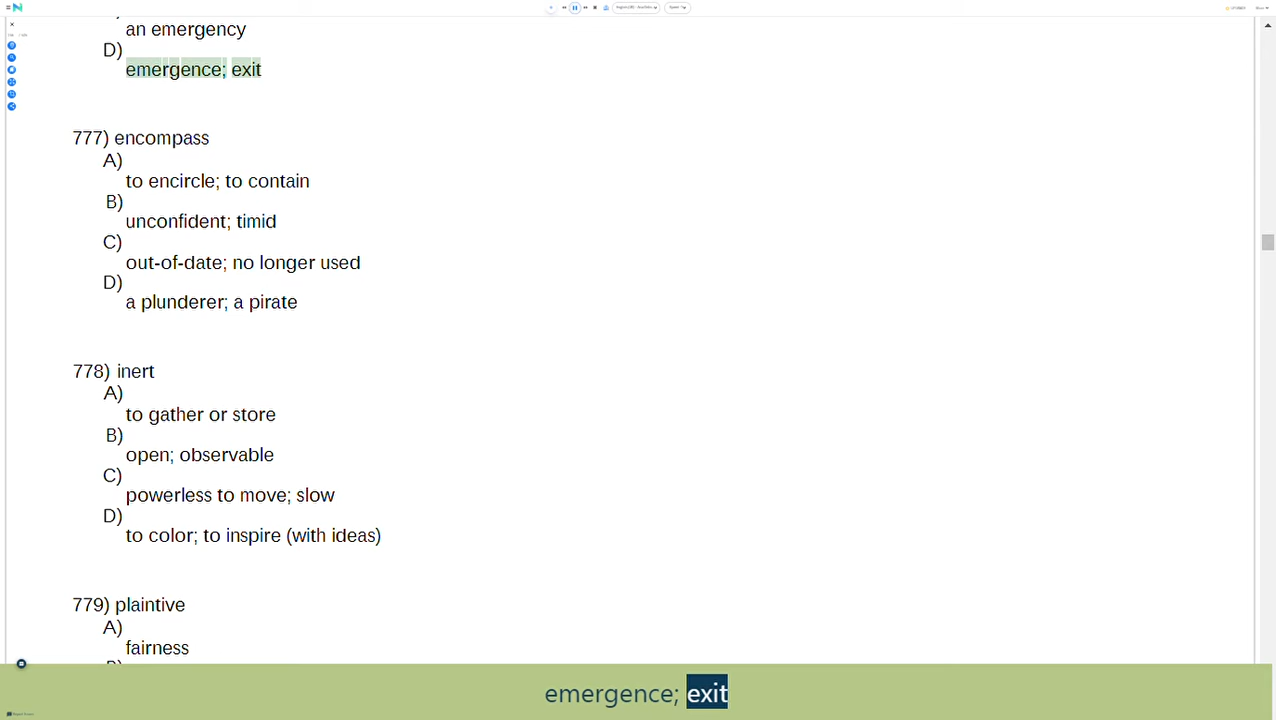 an emergency
D)
emergence; exit
777) encompass
A)
to encircle; to contain
B)
unconfident; timid
C)
out-of-date; no longer used
D)
a plunderer; a pirate
778) inert
A)
to gather or store
B)
open; observable
C)
powerless to move; slow
D)
to color; to inspire (with ideas)
779) plaintive
A)
fairness
B)
emergence; exit